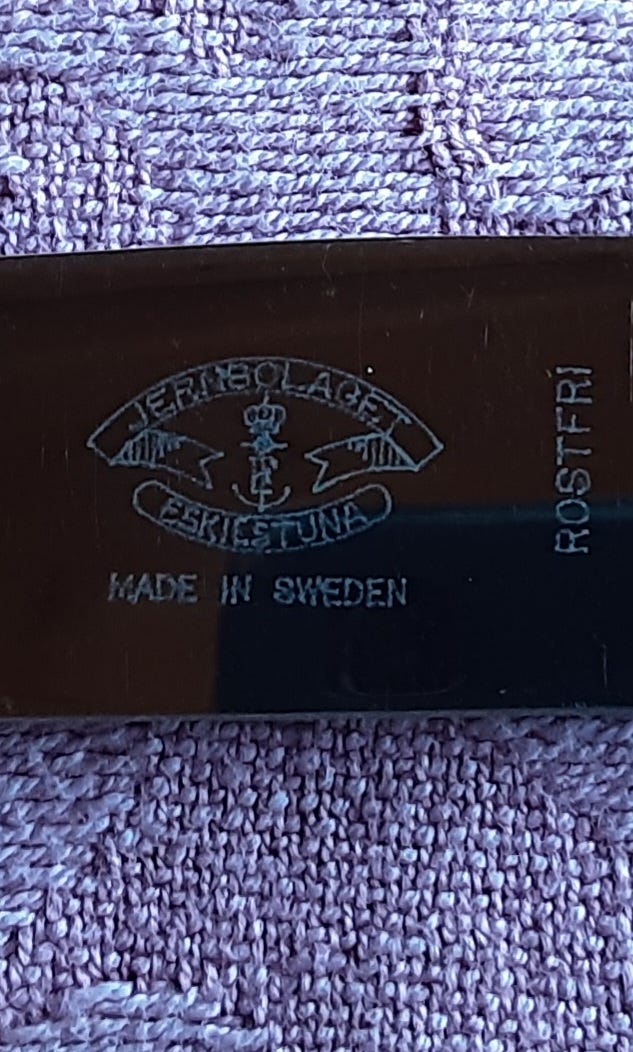 JERNBOLAGET
ESKILSTUNA
MADE IN SWEDEN
ROSTFRI